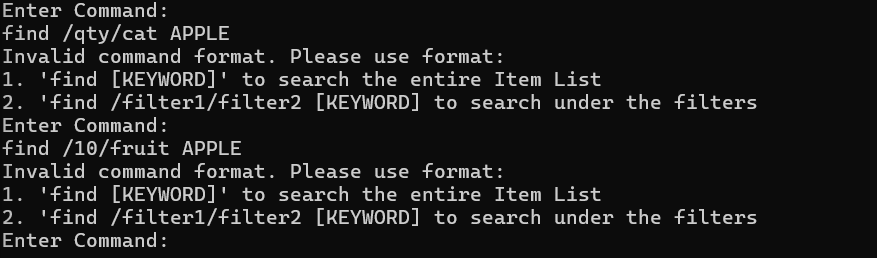 Enter Command:
find /qty/cat APPLE
Invalid command format. Please use format:
1. 'find [KEYWORD]' to search the entire Item List
2. 'find /filter1/filter2 [KEYWORD] to search under the filters
Enter Command:
find /10/fruit APPLE
Invalid command format. Please use format:
1. 'find [KEYWORD]' to search the entire Item List
2. 'find /filter1/filter2 [KEYWORD] to search under the filters
Enter Command: